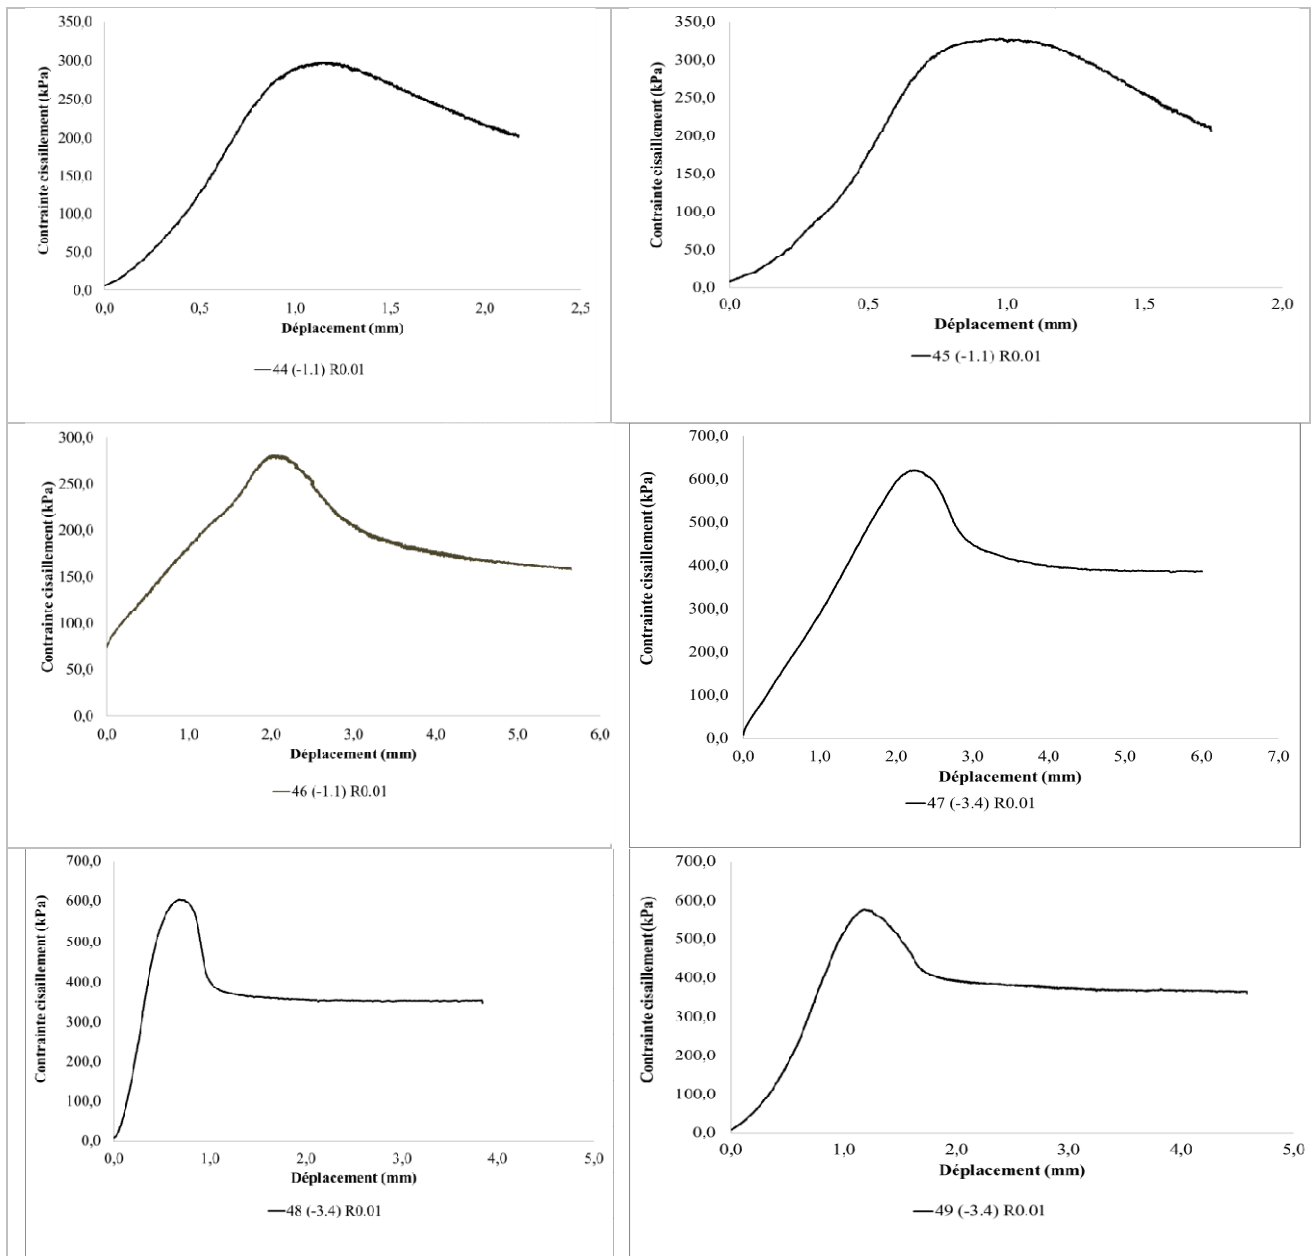 Contrainte cisaillement (kPa)
350,0
300,0
250,0
200,0
150,0
100,0
50,0
0,0
0,0 0,5 1,0 1,5 2,0 2,5
Déplacement (mm)
44 (-1.1) R0.01
Contrainte cisaillement (kPa)
350,0
300,0
250,0
200,0
150,0
100,0
50,0
0,0
0,0 0,5 1,0 1,5 2,0
Déplacement (mm)
45 (-1.1) R0.01
Contrainte cisaillement (kPa)
300,0
250,0
200,0
150,0
100,0
50,0
0,0
0,0 1,0 2,0 3,0 4,0 5,0 6,0
Déplacement (mm)
46 (-1.1) R0.01
Contrainte cisaillement (kPa)
700,0
600,0
500,0
400,0
300,0
200,0
100,0
0,0
0,0 1,0 2,0 3,0 4,0 5,0 6,0 7,0
Déplacement (mm)
47 (-3.4) R0.01
Contrainte cisaillement (kPa)
700,0
600,0
500,0
400,0
300,0
200,0
100,0
0,0
0,0 1,0 2,0 3,0 4,0 5,0
Déplacement (mm)
48 (-3.4) R0.01
Contrainte cisaillement (kPa)
700,0
600,0
500,0
400,0
300,0
200,0
100,0
0,0
0,0 1,0 2,0 3,0 4,0 5,0
Déplacement (mm)
49 (-3.4) R0.01